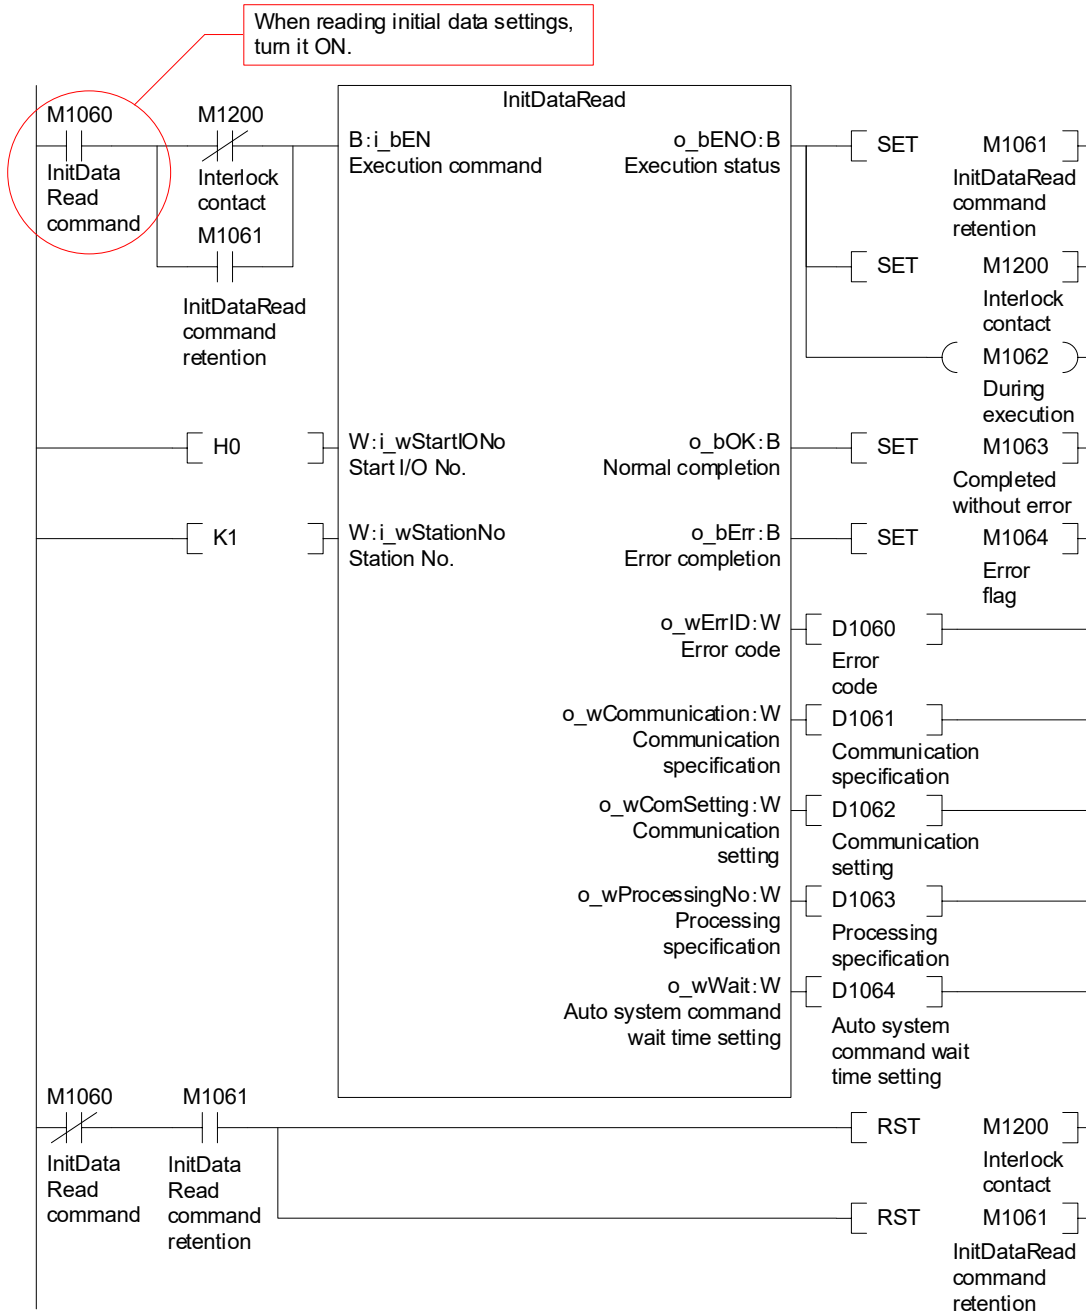 When reading initial data settings,
turn it ON.
InitDataRead
M1060
M1200
B:i_bEN
o_bENO:B
SET M1061
InitData
Read
command
Interlock
contact
Execution command
Execution status
InitDataRead
command
retention
M1061
SET M1200
InitDataRead
command
retention
Interlock
contact
M1062
During
execution
H0
W:i_wStartIONo
Start I/O No.
o_bOK:B
Normal completion
SET M1063
Completed
without error
K1
W:i_wStationNo
Station No.
o_bErr:B
Error completion
SET M1064
Error
flag
o_wErrID:W
Error code
D1060
Error
code
o_wCommunication:W
Communication
specification
D1061
Communication
specification
o_wComSetting:W
Communication
setting
D1062
Communication
setting
o_wProcessingNo:W
Processing
specification
D1063
Processing
specification
o_wWait:W
Auto system command
wait time setting
D1064
Auto system
command wait
time setting
M1060
M1061
RST M1200
InitData
Read
command
InitData
Read
command
retention
Interlock
contact
RST M1061
InitDataRead
command
retention